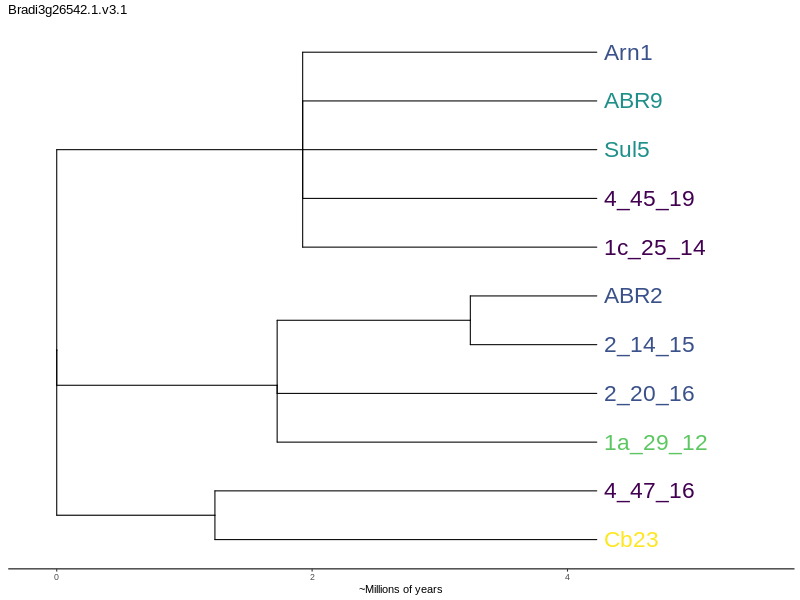 Bradi3g26542.1.v3.1
Arn1
ABR9
Sul5
4_45_19
1c_25_14
ABR2
2_14_15
2_20_16
1a_29_12
4_47_16
Cb23
0 2 4
~Millions of years